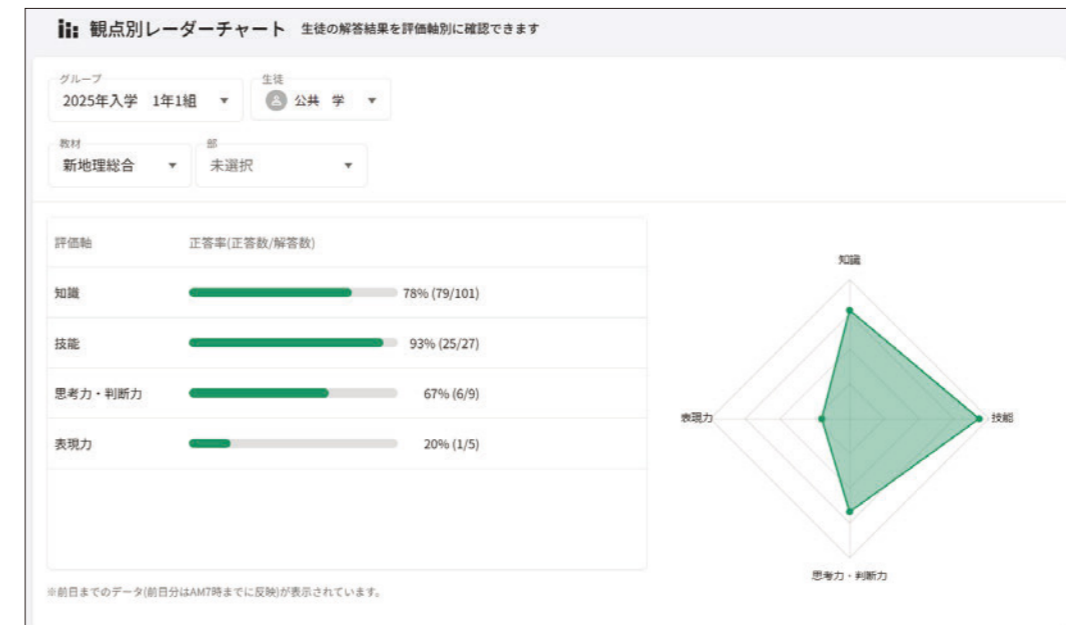 観点別レーダーチャート 生徒の解答結果を評価軸別に確認できます
グループ
2025年入学 1年1組
生徒
公共 学
教材
新地理総合
部
未選択
評価軸 正答率(正答数/解答数)
知識 78% (79/101)
技能 93% (25/27)
思考力・判断力 67% (6/9)
表現力 20% (1/5)
知識
表現力
技能
思考力・判断力
※前日までのデータ(前日分はAM7時までに反映)が表示されています。